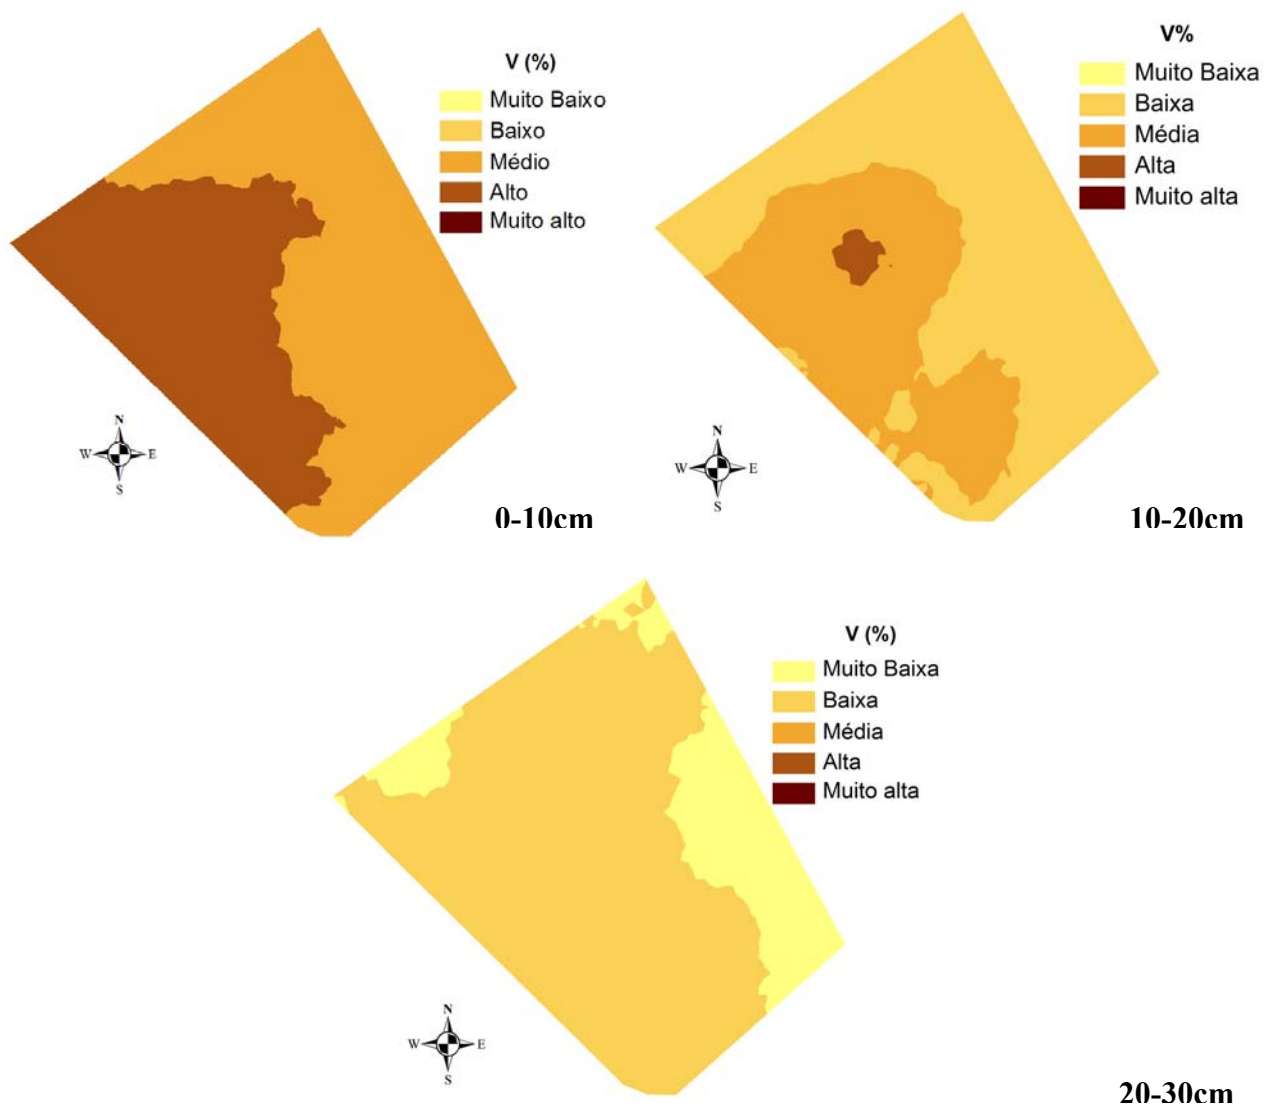 V (%)
Muito Baixo
Baixo
Médio
Alto
Muito alto
N
W E
S
0-10cm
V%
Muito Baixa
Baixa
Média
Alta
Muito alta
N
W E
S
10-20cm
V (%)
Muito Baixa
Baixa
Média
Alta
Muito alta
N
W E
S
20-30cm